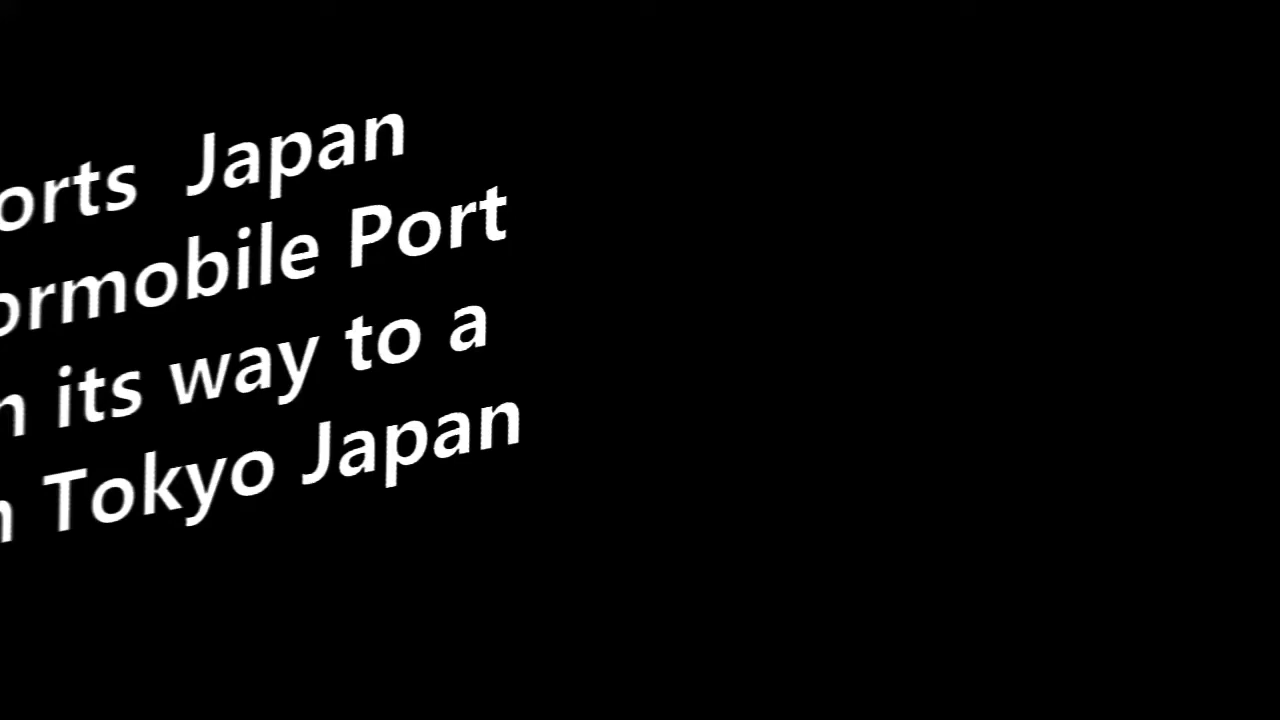 orts Japan
ormobile Port
n its way to a
n Tokyo Japan